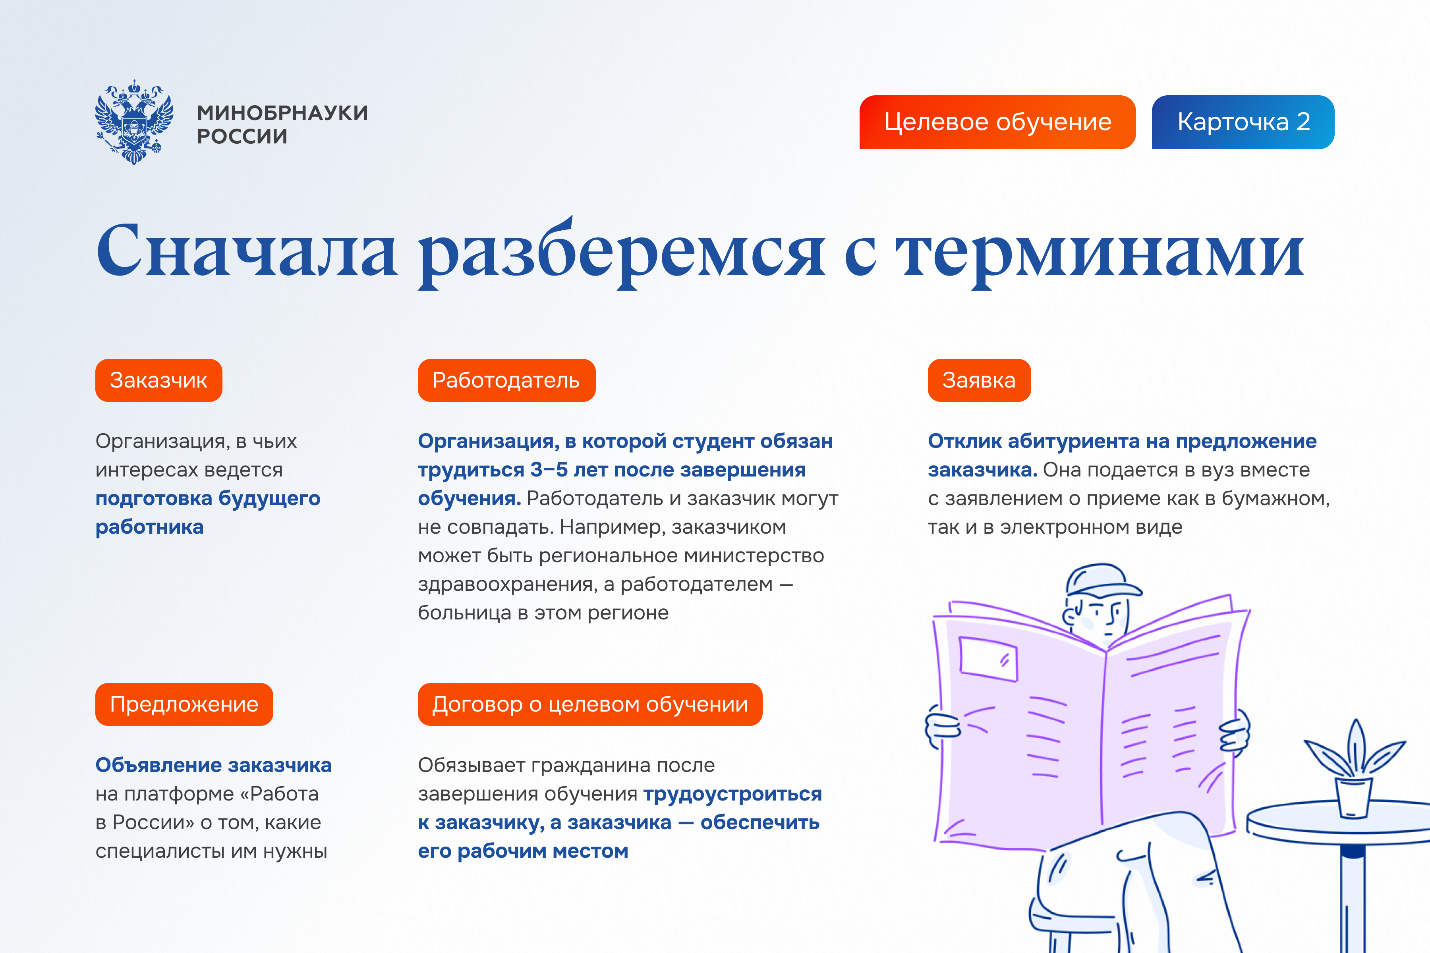 МИНОБРНАУКИ
РОССИИ
Целевое обучение
Карточка 2
Сначала разберемся с терминами
Заказчик
Организация, в чьих
интересах ведется
подготовка будущего
работника
Работодатель
Организация, в которой студент обязан
трудиться 3–5 лет после завершения
обучения. Работодатель и заказчик могут
не совпадать. Например, заказчиком
может быть региональное министерство
здравоохранения, а работодателем —
больница в этом регионе
Заявка
Отклик абитуриента на предложение
заказчика. Она подается в вуз вместе
с заявлением о приеме как в бумажном,
так и в электронном виде
Предложение
Объявление заказчика
на платформе «Работа
в России» о том, какие
специалисты им нужны
Договор о целевом обучении
Обязывает гражданина после
завершения обучения трудоустроиться
к заказчику, а заказчика — обеспечить
его рабочим местом